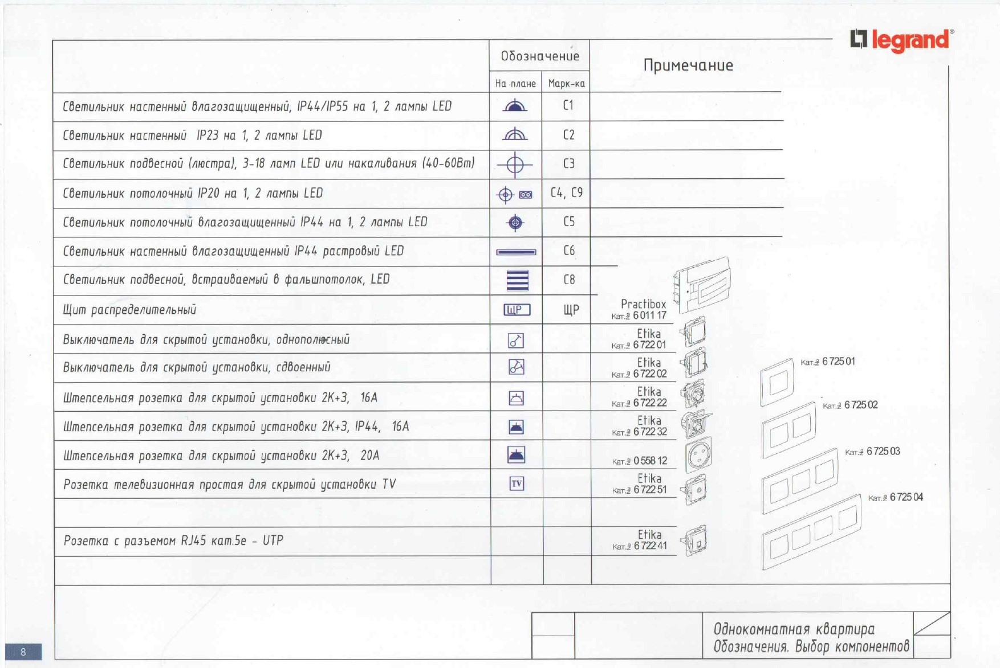 legrand®
Обозначение
Примечание
На плане Марк-ка
Светильник настенный влагозащищенный, IP44/IP55 на 1, 2 лампы LED С1
Светильник настенный IP23 на 1, 2 лампы LED С2
Светильник подвесной (люстра), 3-18 ламп LED или накаливания (40-60Вт) С3
Светильник потолочный IP20 на 1, 2 лампы LED С4, С9
Светильник потолочный влагозащищенный IP44 на 1, 2 лампы LED С5
Светильник настенный влагозащищенный IP44 растровый LED С6
Светильник подвесной, встраиваемый в фальшпотолок, LED С8
Щит распределительный ЩР ЩР Practibox
Кат.№ 6 011 17
Выключатель для скрытой установки, однополюсный Etika
Кат.№ 6 722 01
Выключатель для скрытой установки, сдвоенный Etika
Кат.№ 6 722 02
Кат.№ 6 725 01
Штепсельная розетка для скрытой установки 2К+З, 16А Etika
Кат.№ 6 722 22
Кат.№ 6 725 02
Штепсельная розетка для скрытой установки 2К+З, IP44, 16А Etika
Кат.№ 6 722 32
Кат.№ 6 725 03
Штепсельная розетка для скрытой установки 2К+З, 20А
Кат.№ 0 558 12
Розетка телевизионная простая для скрытой установки TV TV Etika
Кат.№ 6 722 51
Кат.№ 6 725 04
Розетка с разъемом RJ45 кат.5е - UTP Etika
Кат.№ 6 722 41
Однокомнатная квартира
Обозначения. Выбор компонентов
8